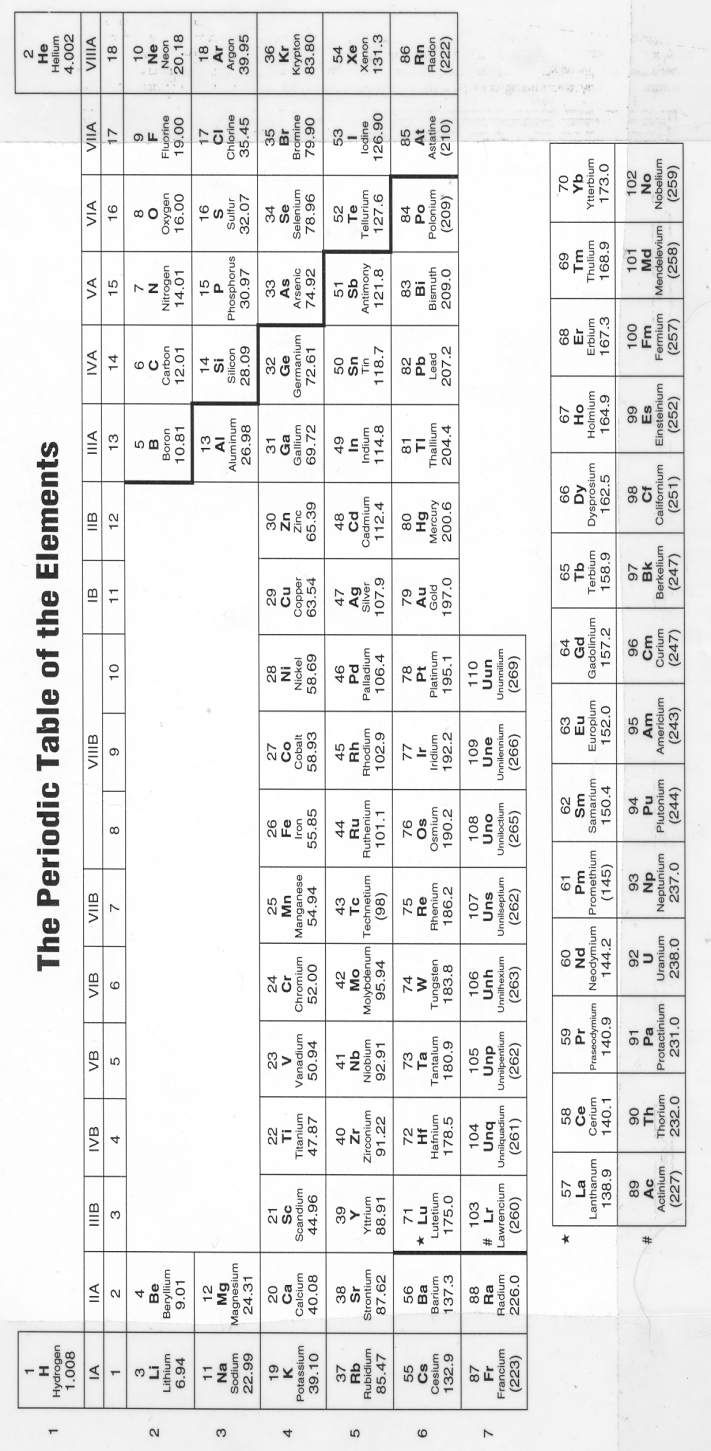 The Periodic Table of the Elements
1 2
1 H He
Hydrogen Helium
1.008 4.002
IA IIA IIIB IVB VB VIB VIIB VIIIB IB IIB IIIA IVA VA VIA VIIA VIIIA
1 2 3 4 5 6 7 8 9 10 11 12 13 14 15 16 17 18
3 4 5 6 7 8 9 10
2 Li Be B C N O F Ne
Lithium Beryllium Boron Carbon Nitrogen Oxygen Fluorine Neon
6.94 9.01 10.81 12.01 14.01 16.00 19.00 20.18
11 12 13 14 15 16 17 18
3 Na Mg Al Si P S Cl Ar
Sodium Magnesium Aluminum Silicon Phosphorus Sulfur Chlorine Argon
22.99 24.31 26.98 28.09 30.97 32.07 35.45 39.95
19 20 21 22 23 24 25 26 27 28 29 30 31 32 33 34 35 36
4 K Ca Sc Ti V Cr Mn Fe Co Ni Cu Zn Ga Ge As Se Br Kr
Potassium Calcium Scandium Titanium Vanadium Chromium Manganese Iron Cobalt Nickel Copper Zinc Gallium Germanium Arsenic Selenium Bromine Krypton
39.10 40.08 44.96 47.87 50.94 52.00 54.94 55.85 58.93 58.69 63.54 65.39 69.72 72.61 74.92 78.96 79.90 83.80
37 38 39 40 41 42 43 44 45 46 47 48 49 50 51 52 53 54
5 Rb Sr Y Zr Nb Mo Tc Ru Rh Pd Ag Cd In Sn Sb Te I Xe
Rubidium Strontium Yttrium Zirconium Niobium Molybdenum Technetium Ruthenium Rhodium Palladium Silver Cadmium Indium Tin Antimony Tellurium Iodine Xenon
85.47 87.62 88.91 91.22 92.91 95.94 (98) 101.1 102.9 106.4 107.9 112.4 114.8 118.7 121.8 127.6 126.90 131.3
55 56 71 72 73 74 75 76 77 78 79 80 81 82 83 84 85 86
6 Cs Ba ★ Lu Hf Ta W Re Os Ir Pt Au Hg Tl Pb Bi Po At Rn
Cesium Barium Lutetium Hafnium Tantalum Tungsten Rhenium Osmium Iridium Platinum Gold Mercury Thallium Lead Bismuth Polonium Astatine Radon
132.9 137.3 175.0 178.5 180.9 183.8 186.2 190.2 192.2 195.1 197.0 200.6 204.4 207.2 209.0 (209) (210) (222)
87 88 103 104 105 106 107 108 109 110
7 Fr Ra # Lr Unq Unp Unh Uns Uno Une Uun
Francium Radium Lawrencium Unnilquadium Unnilpentium Unnilhexium Unnilseptium Unniloctium Unnilennium Ununnilium
(223) 226.0 (260) (261) (262) (263) (262) (265) (266) (269)
★ 57 58 59 60 61 62 63 64 65 66 67 68 69 70
La Ce Pr Nd Pm Sm Eu Gd Tb Dy Ho Er Tm Yb
Lanthanum Cerium Praseodymium Neodymium Promethium Samarium Europium Gadolinium Terbium Dysprosium Holmium Erbium Thulium Ytterbium
138.9 140.1 140.9 144.2 (145) 150.4 152.0 157.2 158.9 162.5 164.9 167.3 168.9 173.0
# 89 90 91 92 93 94 95 96 97 98 99 100 101 102
Ac Th Pa U Np Pu Am Cm Bk Cf Es Fm Md No
Actinium Thorium Protactinium Uranium Neptunium Plutonium Americium Curium Berkelium Californium Einsteinium Fermium Mendelevium Nobelium
(227) 232.0 231.0 238.0 237.0 (244) (243) (247) (247) (251) (252) (257) (258) (259)